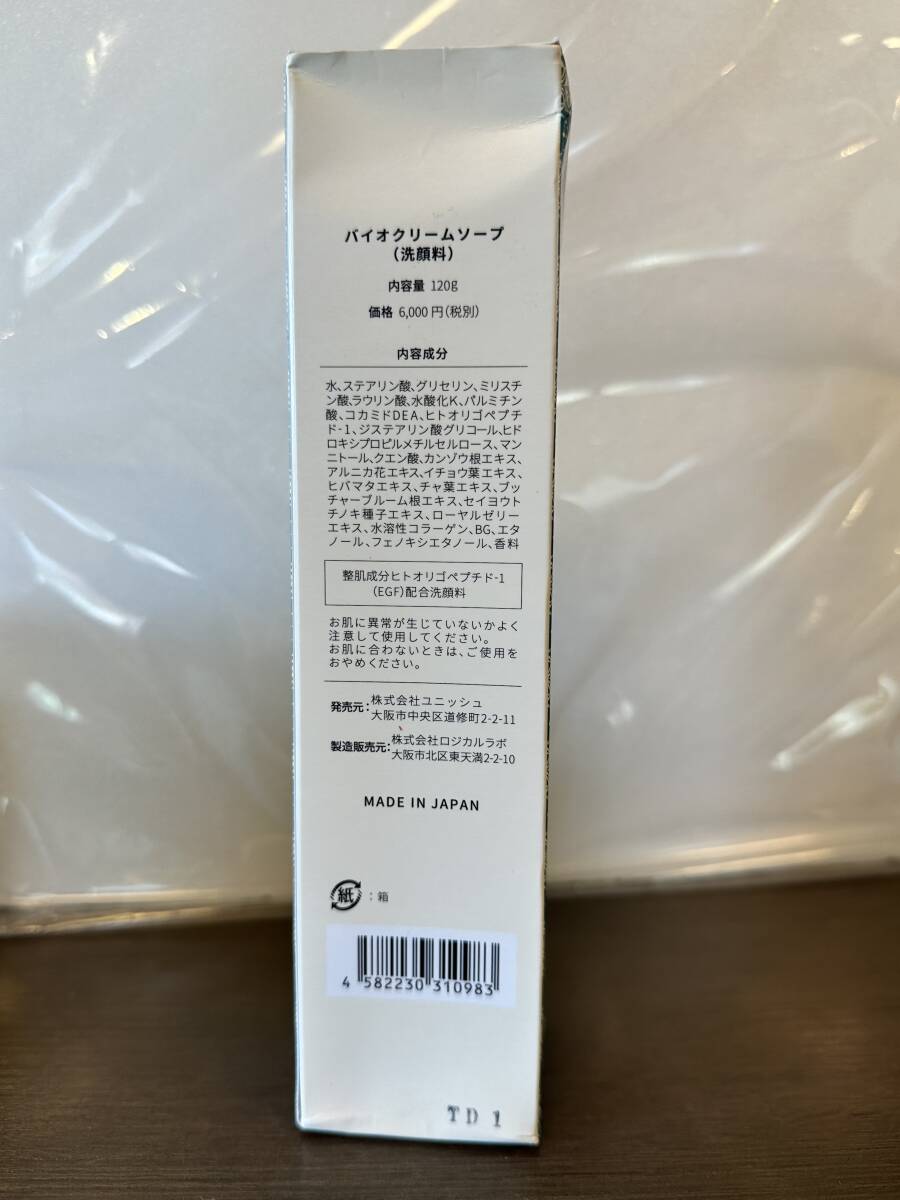 バイオクリームソープ
（洗顔料）
内容量 120g
価格 6,000円（税別）
内容成分
水、ステアリン酸、グリセリン、ミリスチ
ン酸、ラウリン酸、水酸化K、パルミチン
酸、コカミドDEA、ヒトオリゴペプチ
ド-1、ジステアリン酸グリコール、ヒド
ロキシプロピルメチルセルロース、マン
ニトール、クエン酸、カンゾウ根エキス、
アルニカ花エキス、イチョウ葉エキス、
ヒバマタエキス、チャ葉エキス、ブッ
チャーブルーム根エキス、セイヨウト
チノキ種子エキス、ローヤルゼリー
エキス、水溶性コラーゲン、BG、エタ
ノール、フェノキシエタノール、香料
整肌成分ヒトオリゴペプチド-1
（EGF）配合洗顔料
お肌に異常が生じていないかよく
注意して使用してください。
お肌に合わないときは、ご使用を
おやめください。
発売元：株式会社ユニッシュ
大阪市中央区道修町2-2-11
製造販売元：株式会社ロジカルラボ
大阪市北区東天満2-2-10
MADE IN JAPAN
紙：箱
4 582230 310983
TD 1